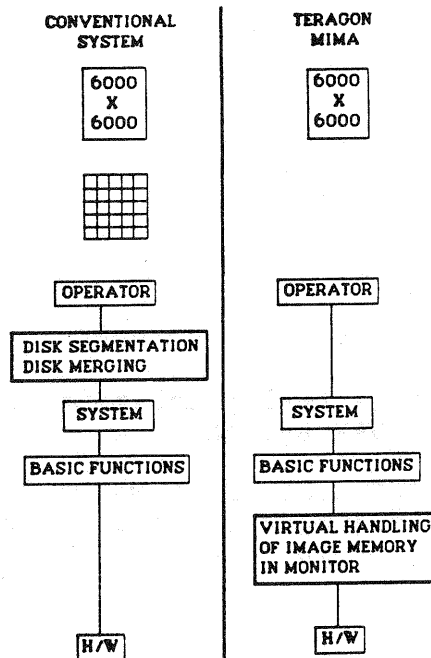 CONVENTIONAL
SYSTEM
6000
X
6000
OPERATOR
DISK SEGMENTATION
DISK MERGING
SYSTEM
BASIC FUNCTIONS
H/W
TERAGON
MIMA
6000
X
6000
OPERATOR
SYSTEM
BASIC FUNCTIONS
VIRTUAL HANDLING
OF IMAGE MEMORY
IN MONITOR
H/W